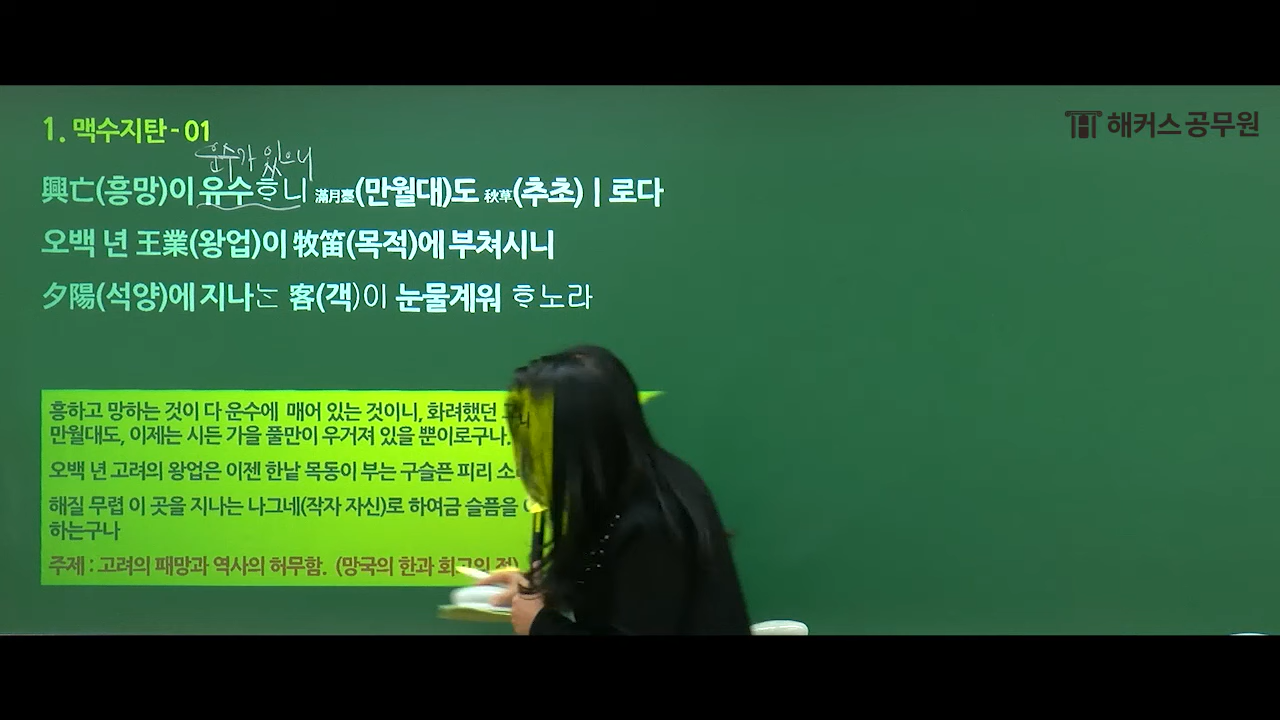 해커스공무원
1. 맥수지탄 - 01
운수가 있으니
興亡(흥망)이 유수ᄒᆞ니 滿月臺(만월대)도 秋草(추초)ㅣ로다
오백 년 王業(왕업)이 牧笛(목적)에 부쳐시니
夕陽(석양)에 지나ᄂᆞᆫ 客(객)이 눈물계워 ᄒᆞ노라
흥하고 망하는 것이 다 운수에 매어 있는 것이니, 화려했던
만월대도, 이제는 시든 가을 풀만이 우거져 있을 뿐이로구나.
오백 년 고려의 왕업은 이젠 한낱 목동이 부는 구슬픈 피리
해질 무렵 이 곳을 지나는 나그네(작자 자신)로 하여금 슬픔을
하는구나
주제 : 고려의 패망과 역사의 허무함. (망국의 한과 회고의 정)